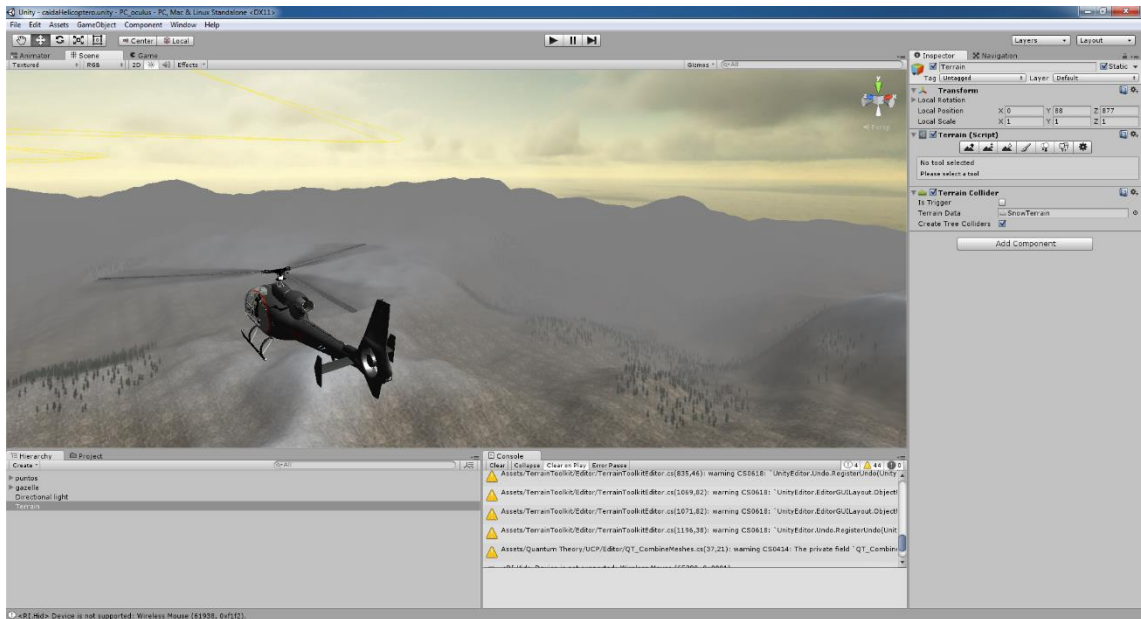 Unity - caidaHelicoptero.unity - PC_oculus - PC, Mac & Linux Standalone <DX11>
File Edit Assets GameObject Component Window Help
Center Local
Layers Layout
Animator Scene Game
Textured RGB 2D Effects Gizmos All
y
Persp
Inspector Navigation
Terrain Static
Tag Untagged Layer Default
Transform
Local Rotation
Local Position X 0 Y 88 Z 877
Local Scale X 1 Y 1 Z 1
Terrain (Script)
No tool selected
Please select a tool
Terrain Collider
Is Trigger
Terrain Data SnowTerrain
Create Tree Colliders
Add Component
Hierarchy Project
Create All
puntos
gazelle
Directional light
Terrain
Console
Clear Collapse Clear on Play Error Pause 4 44 0
Assets/TerrainToolkit/Editor/TerrainToolkitEditor.cs(835,46): warning CS0618: `UnityEditor.Undo.RegisterUndo(Unity
Assets/TerrainToolkit/Editor/TerrainToolkitEditor.cs(1069,82): warning CS0618: `UnityEditor.EditorGUILayout.Object
Assets/TerrainToolkit/Editor/TerrainToolkitEditor.cs(1071,82): warning CS0618: `UnityEditor.EditorGUILayout.Object
Assets/TerrainToolkit/Editor/TerrainToolkitEditor.cs(1196,38): warning CS0618: `UnityEditor.Undo.RegisterUndo(Unit
Assets/Quantum Theory/UCP/Editor/QT_CombineMeshes.cs(37,21): warning CS0414: The private field `QT_Combin
<RI.Hid> Device is not supported: Wireless Mouse (61938, 0xf1f2).